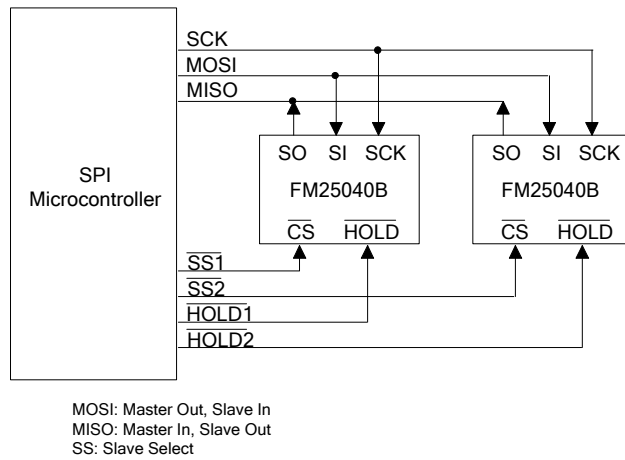 SCK
MOSI
MISO
SO SI SCK
SO SI SCK
SPI
Microcontroller
FM25040B
FM25040B
CS HOLD
CS HOLD
SS1
SS2
HOLD1
HOLD2
MOSI: Master Out, Slave In
MISO: Master In, Slave Out
SS: Slave Select